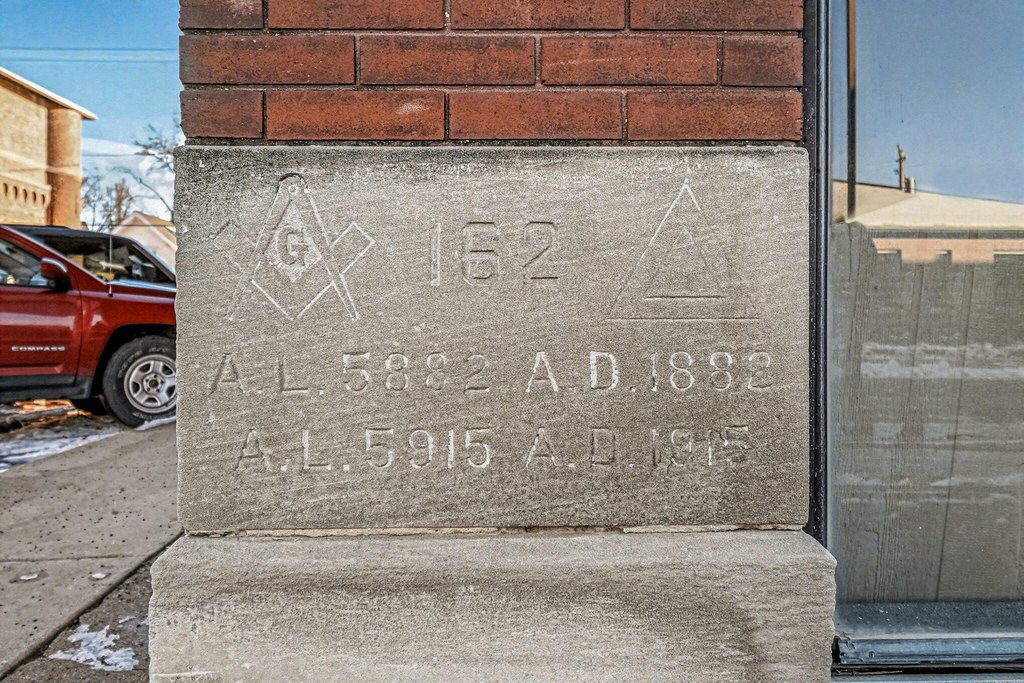 G 162
A.L. 5882 A.D. 1882
A.L. 5915 A.D. 1915
COMPASS